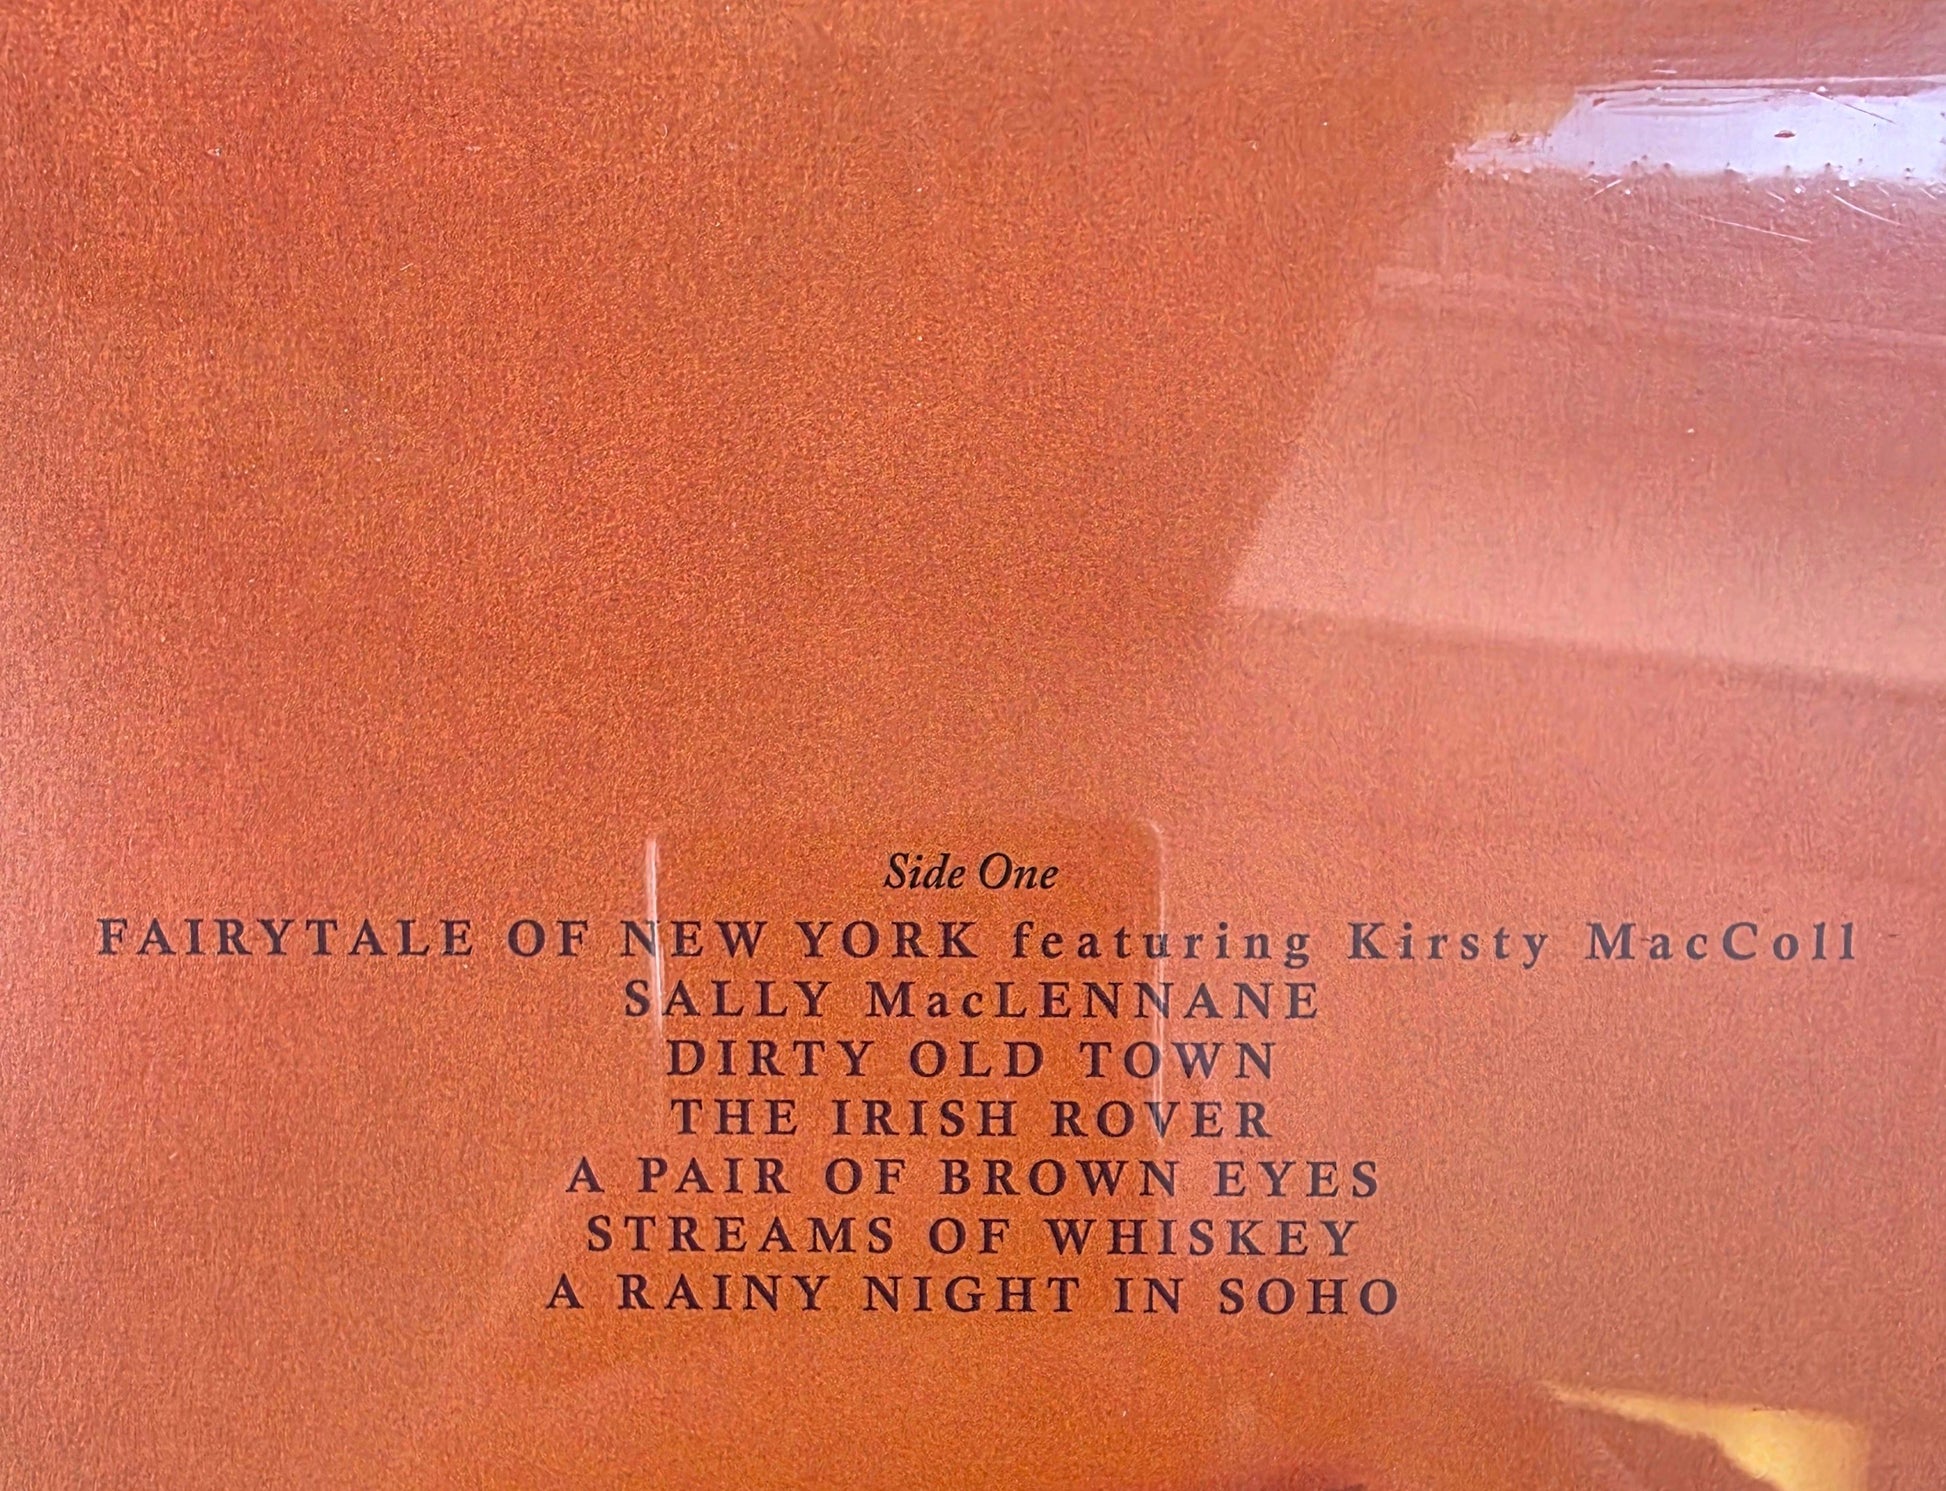 Side One
FAIRYTALE OF NEW YORK featuring Kirsty MacColl
SALLY MacLENNANE
DIRTY OLD TOWN
THE IRISH ROVER
A PAIR OF BROWN EYES
STREAMS OF WHISKEY
A RAINY NIGHT IN SOHO